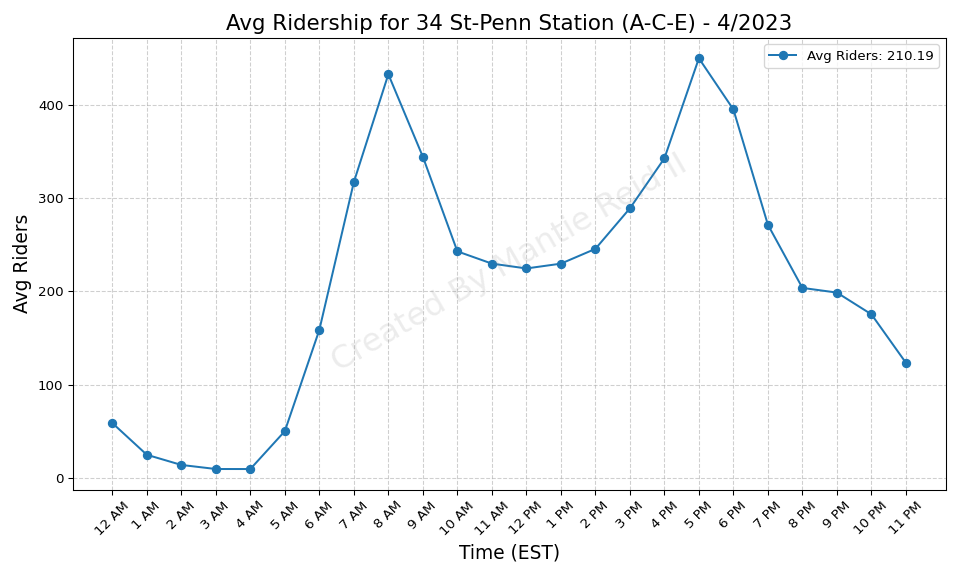 Avg Ridership for 34 St-Penn Station (A-C-E) - 4/2023
Avg Riders: 210.19
Avg Riders
400
300
200
100
0
Created By Mantle Reid II
12 AM
1 AM
2 AM
3 AM
4 AM
5 AM
6 AM
7 AM
8 AM
9 AM
10 AM
11 AM
12 PM
1 PM
2 PM
3 PM
4 PM
5 PM
6 PM
7 PM
8 PM
9 PM
10 PM
11 PM
Time (EST)